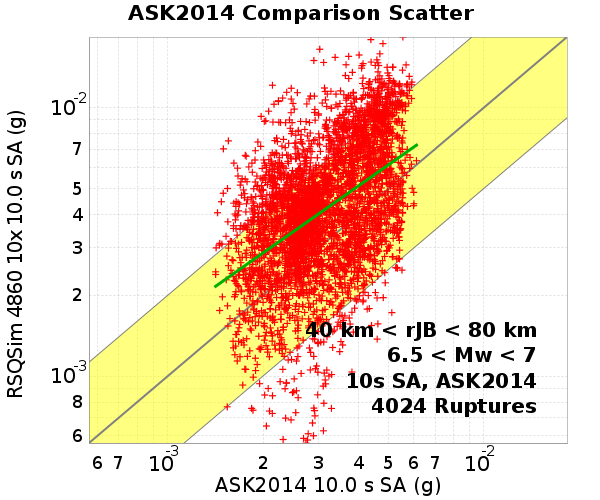 ASK2014 Comparison Scatter
RSQSim 4860 10x 10.0 s SA (g)
10-2
7
5
4
3
2
10-3
8
6
40 km < rJB < 80 km
6.5 < Mw < 7
10s SA, ASK2014
4024 Ruptures
6 7 10-3 2 3 4 5 6 7 10-2
ASK2014 10.0 s SA (g)